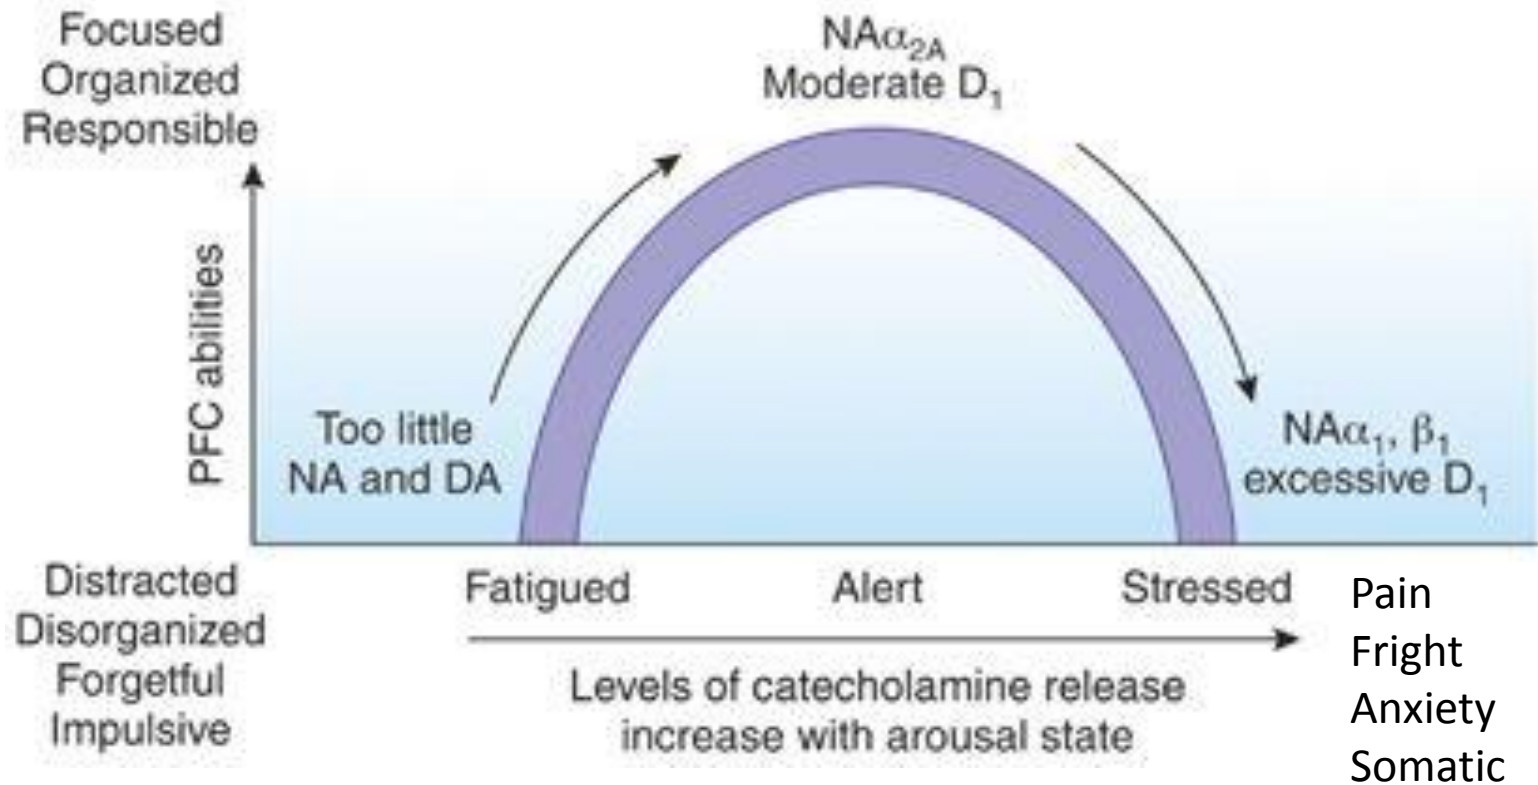 Focused
Organized
Responsible
NAα₂A
Moderate D₁
PFC abilities
Too little
NA and DA
NAα₁, β₁
excessive D₁
Distracted
Disorganized
Forgetful
Impulsive
Fatigued
Alert
Stressed
Levels of catecholamine release
increase with arousal state
Pain
Fright
Anxiety
Somatic